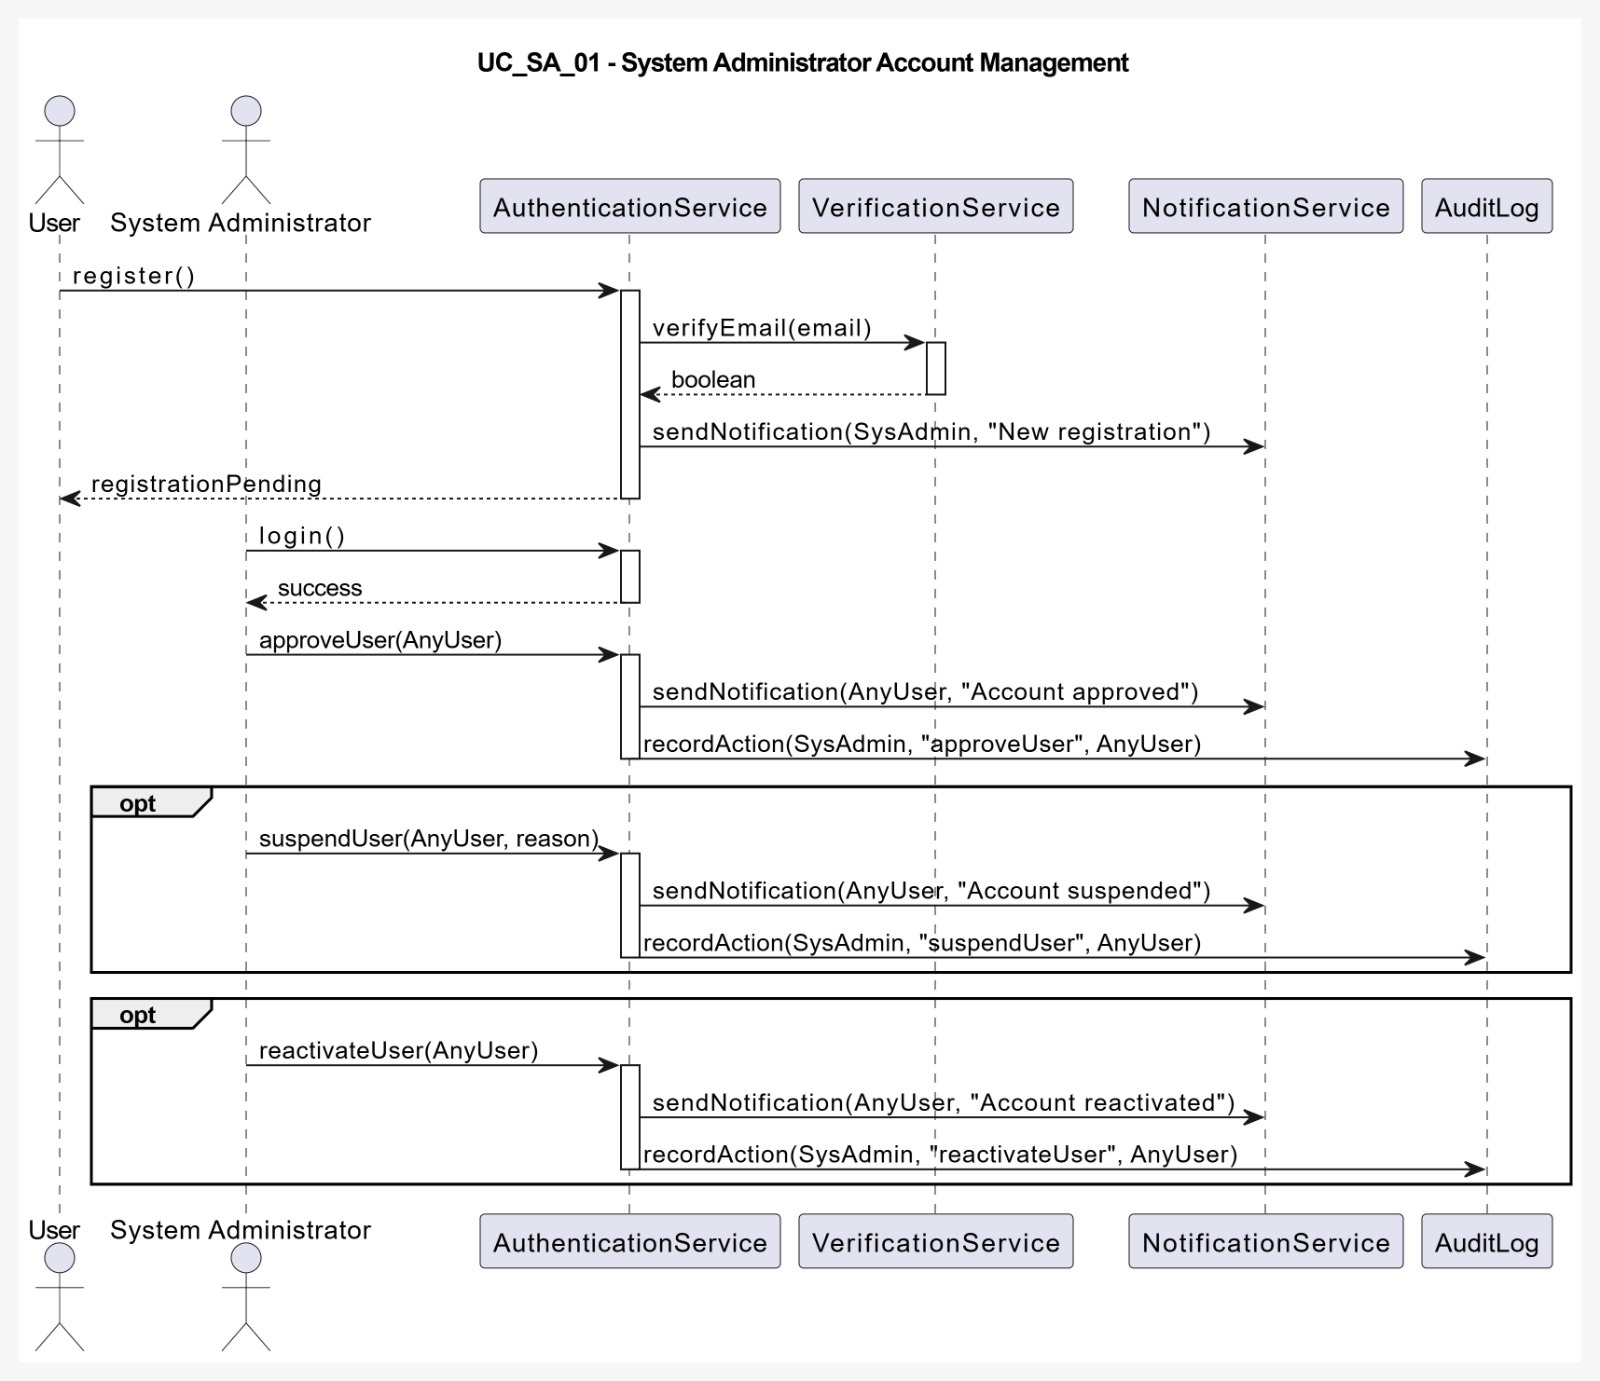 UC_SA_01 - System Administrator Account Management
User
System Administrator
AuthenticationService
VerificationService
NotificationService
AuditLog
register()
verifyEmail(email)
boolean
sendNotification(SysAdmin, "New registration")
registrationPending
login()
success
approveUser(AnyUser)
sendNotification(AnyUser, "Account approved")
recordAction(SysAdmin, "approveUser", AnyUser)
opt
suspendUser(AnyUser, reason)
sendNotification(AnyUser, "Account suspended")
recordAction(SysAdmin, "suspendUser", AnyUser)
opt
reactivateUser(AnyUser)
sendNotification(AnyUser, "Account reactivated")
recordAction(SysAdmin, "reactivateUser", AnyUser)
User
System Administrator
AuthenticationService
VerificationService
NotificationService
AuditLog